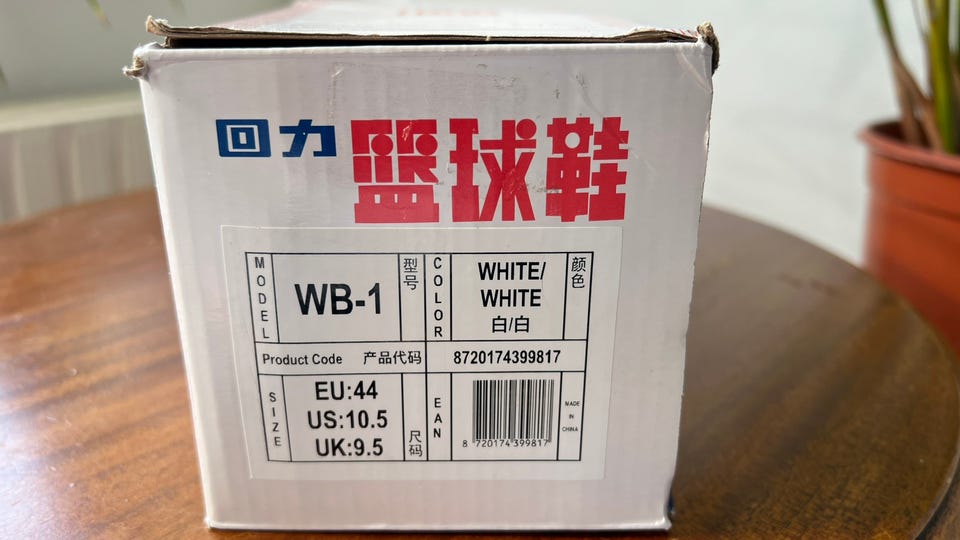 回力 篮球鞋
MODEL
WB-1
型号
COLOR
WHITE/
WHITE
白/白
颜色
Product Code 产品代码
8720174399817
SIZE
EU:44
US:10.5
UK:9.5
尺码
EAN
8 720174 399817
MADE
IN
CHINA